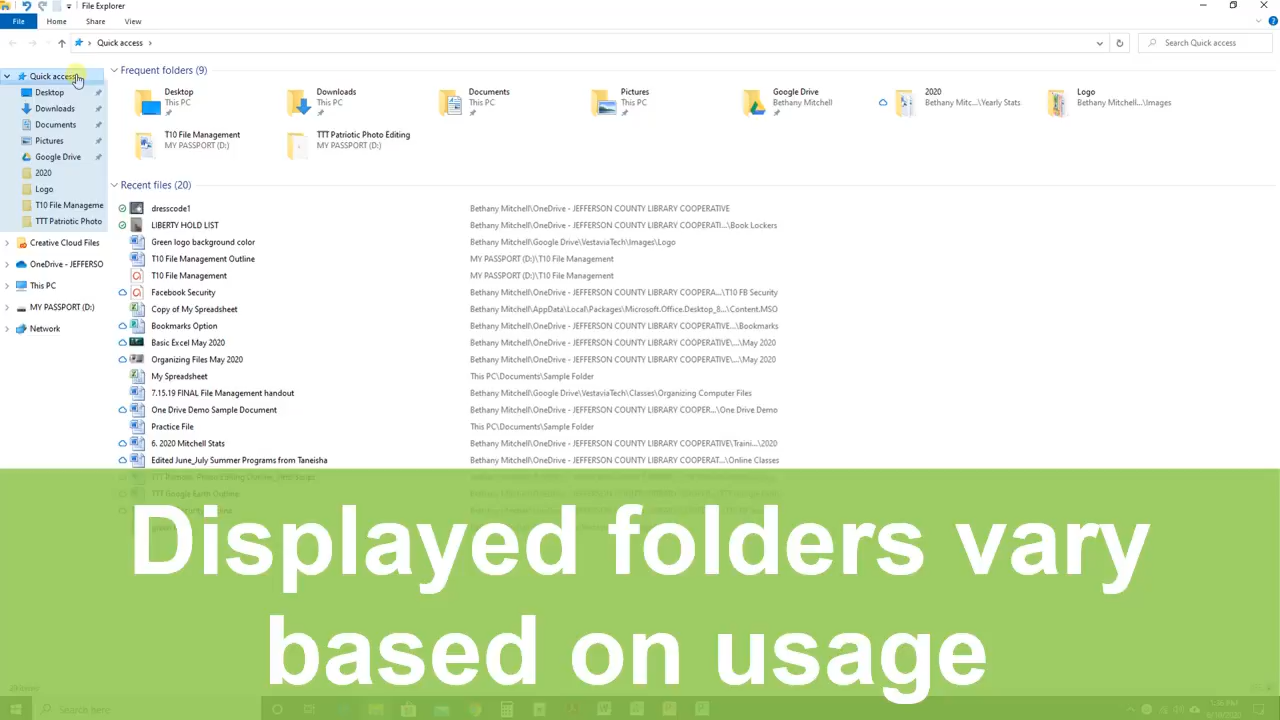 File Explorer
File Home Share View
Quick access
Search Quick access
Quick access
Desktop
Downloads
Documents
Pictures
Google Drive
2020
Logo
T10 File Manageme
TTT Patriotic Photo
Creative Cloud Files
OneDrive - JEFFERSO
This PC
MY PASSPORT (D:)
Network
Frequent folders (9)
Desktop
This PC
Downloads
This PC
Documents
This PC
Pictures
This PC
Google Drive
Bethany Mitchell
2020
Bethany Mitc...\Yearly Stats
Logo
Bethany Mitchell...\Images
T10 File Management
MY PASSPORT (D:)
TTT Patriotic Photo Editing
MY PASSPORT (D:)
Recent files (20)
dresscode1 Bethany Mitchell\OneDrive - JEFFERSON COUNTY LIBRARY COOPERATIVE
LIBERTY HOLD LIST Bethany Mitchell\OneDrive - JEFFERSON COUNTY LIBRARY COOPERATIVE\...\Book Lockers
Green logo background color Bethany Mitchell\Google Drive\VestaviaTech\Images\Logo
T10 File Management Outline MY PASSPORT (D:)\T10 File Management
T10 File Management MY PASSPORT (D:)\T10 File Management
Facebook Security Bethany Mitchell\OneDrive - JEFFERSON COUNTY LIBRARY COOPERATIVE\...\T10 FB Security
Copy of My Spreadsheet Bethany Mitchell\AppData\Local\Packages\Microsoft.Office.Desktop_8...\Content.MSO
Bookmarks Option Bethany Mitchell\OneDrive - JEFFERSON COUNTY LIBRARY COOPERATIVE...\Bookmarks
Basic Excel May 2020 Bethany Mitchell\OneDrive - JEFFERSON COUNTY LIBRARY COOPERATIVE\...\May 2020
Organizing Files May 2020 Bethany Mitchell\OneDrive - JEFFERSON COUNTY LIBRARY COOPERATIVE\...\May 2020
My Spreadsheet This PC\Documents\Sample Folder
7.15.19 FINAL File Management handout Bethany Mitchell\Google Drive\VestaviaTech\Classes\Organizing Computer Files
One Drive Demo Sample Document Bethany Mitchell\OneDrive - JEFFERSON COUNTY LIBRARY COOPER...\One Drive Demo
Practice File This PC\Documents\Sample Folder
6. 2020 Mitchell Stats Bethany Mitchell\OneDrive - JEFFERSON COUNTY LIBRARY COOPERATIVE\Traini...\2020
Edited June_July Summer Programs from Taneisha Bethany Mitchell\OneDrive - JEFFERSON COUNTY LIBRARY COOPERAT...\Online Classes
TTT Google Earth Outline
Displayed folders vary
based on usage